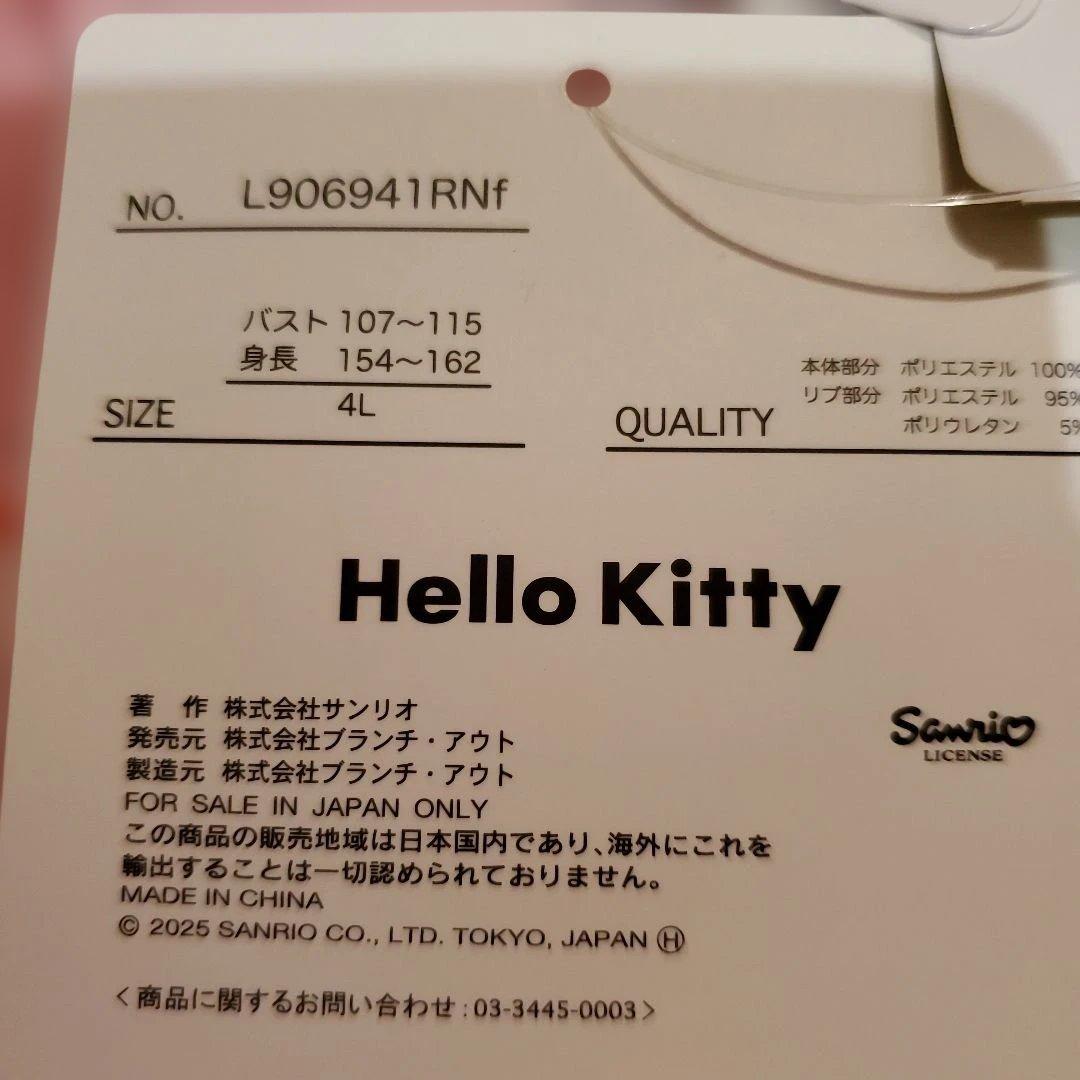 NO. L906941RNf
バスト 107〜115
身長 154〜162
SIZE 4L
QUALITY
本体部分 ポリエステル 100%
リブ部分 ポリエステル 95%
ポリウレタン 5%
Hello Kitty
著 作 株式会社サンリオ
発売元 株式会社ブランチ・アウト
製造元 株式会社ブランチ・アウト
Sanrio
LICENSE
FOR SALE IN JAPAN ONLY
この商品の販売地域は日本国内であり、海外にこれを
輸出することは一切認められておりません。
MADE IN CHINA
© 2025 SANRIO CO., LTD. TOKYO, JAPAN Ⓗ
<商品に関するお問い合わせ:03-3445-0003>